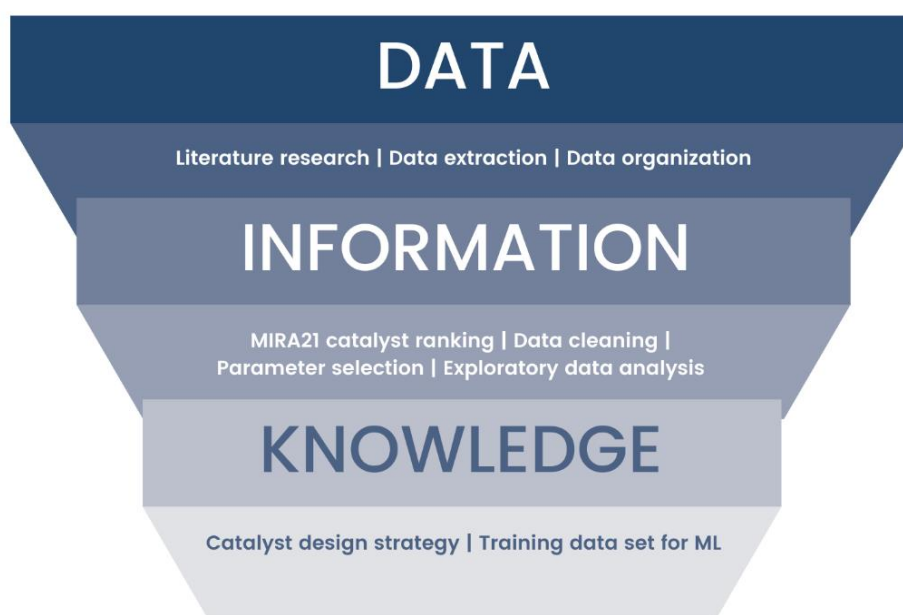 DATA
Literature research | Data extraction | Data organization
INFORMATION
MIRA21 catalyst ranking | Data cleaning |
Parameter selection | Exploratory data analysis
KNOWLEDGE
Catalyst design strategy | Training data set for ML